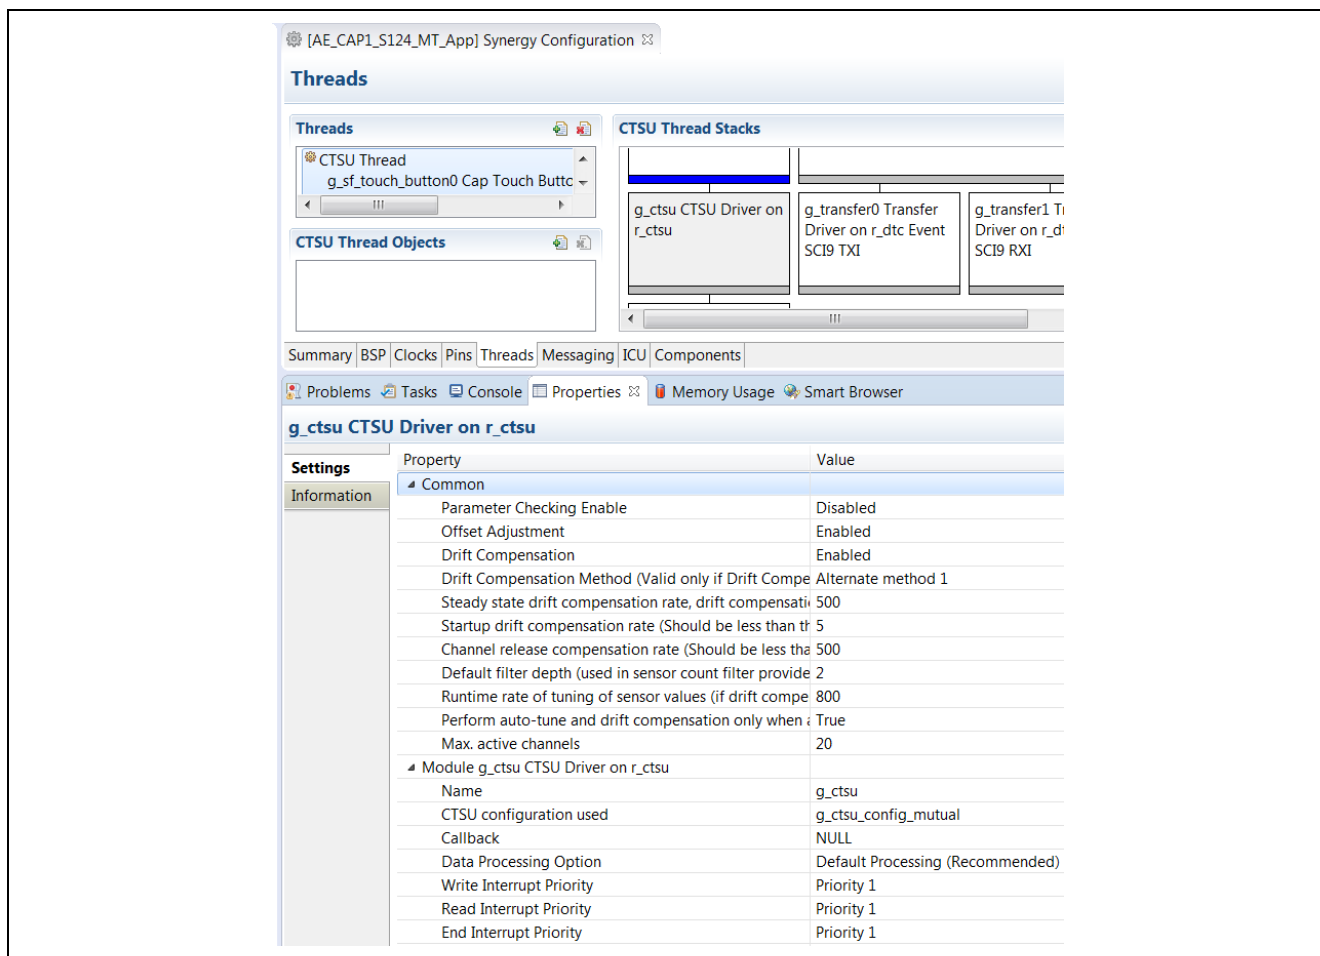 [AE_CAP1_S124_MT_App] Synergy Configuration
Threads
Threads
CTSU Thread Stacks
CTSU Thread
g_sf_touch_button0 Cap Touch Buttc
g_ctsu CTSU Driver on
r_ctsu
g_transfer0 Transfer
Driver on r_dtc Event
SCI9 TXI
g_transfer1 T
Driver on r_d
SCI9 RXI
CTSU Thread Objects
Summary BSP Clocks Pins Threads Messaging ICU Components
Problems Tasks Console Properties Memory Usage Smart Browser
g_ctsu CTSU Driver on r_ctsu
Settings
Information
Property Value
Common
Parameter Checking Enable Disabled
Offset Adjustment Enabled
Drift Compensation Enabled
Drift Compensation Method (Valid only if Drift Compe Alternate method 1
Steady state drift compensation rate, drift compensati 500
Startup drift compensation rate (Should be less than th 5
Channel release compensation rate (Should be less tha 500
Default filter depth (used in sensor count filter provide 2
Runtime rate of tuning of sensor values (if drift compe 800
Perform auto-tune and drift compensation only when a True
Max. active channels 20
Module g_ctsu CTSU Driver on r_ctsu
Name g_ctsu
CTSU configuration used g_ctsu_config_mutual
Callback NULL
Data Processing Option Default Processing (Recommended)
Write Interrupt Priority Priority 1
Read Interrupt Priority Priority 1
End Interrupt Priority Priority 1